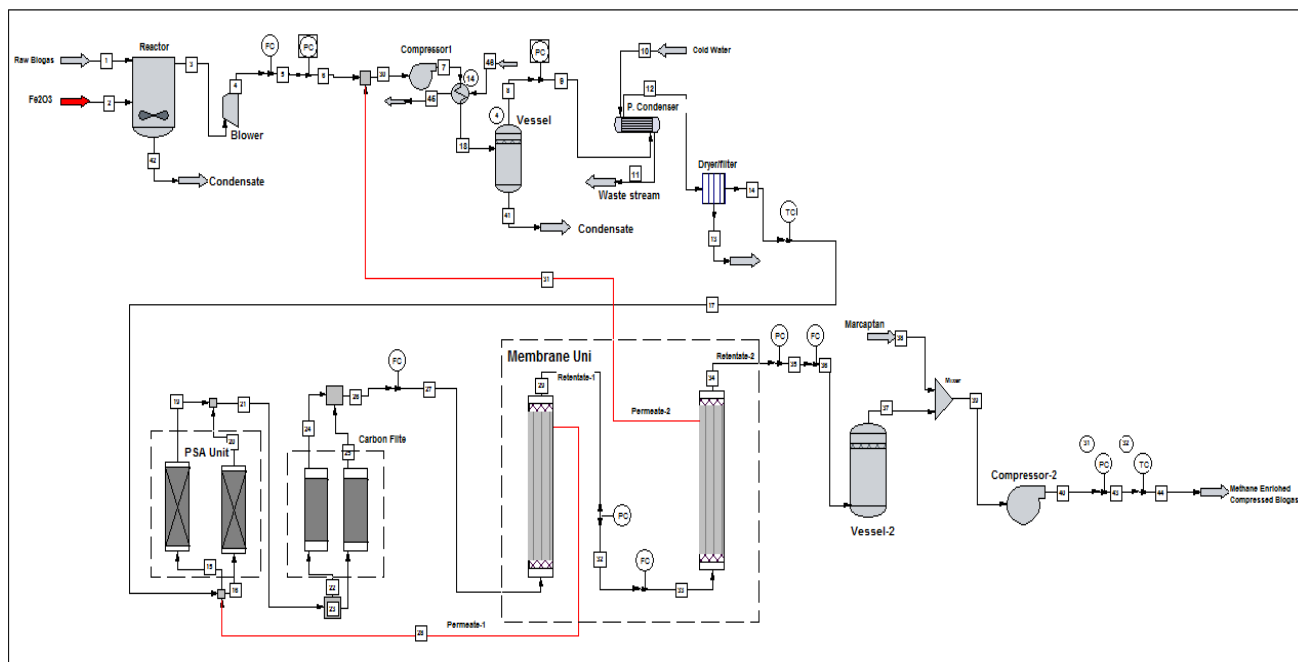 Raw Biogas
1
Reactor
3
Fe2O3
2
42
Condensate
4
Blower
FC
5
PC
6
30
Compressor1
7
46
14
45
18
4
Vessel
8
PC
9
41
Condensate
10
Cold Water
12
P. Condenser
11
Waste stream
Dryer/filter
14
13
TCI
31
17
19
21
20
PSA Unit
15
16
24
26
25
Carbon Filte
22
23
FC
27
Membrane Uni
29
Retentate-1
Permeate-2
PC
32
FC
33
34
Retentate-2
28
Permeate-1
PC
35
FC
36
Marcaptan
38
37
Mixer
39
Vessel-2
Compressor-2
40
31
PC
43
32
TC
44
Methane Enriched
Compressed Biogas